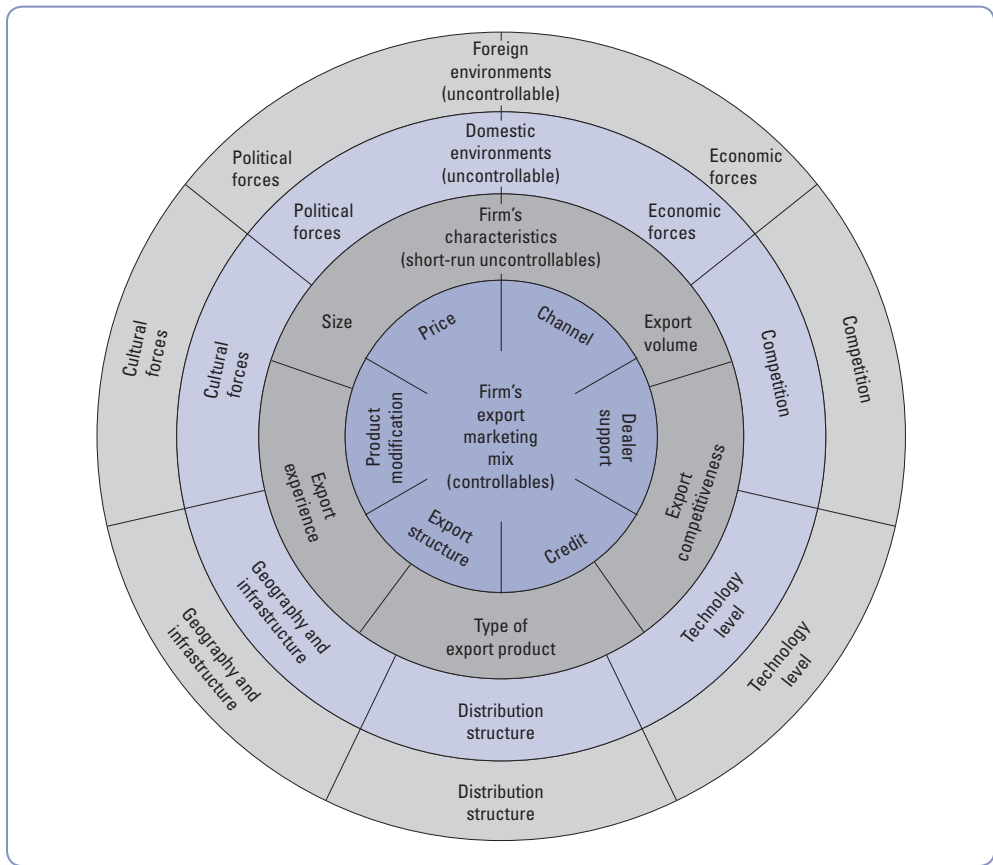 Foreign
environments
(uncontrollable)
Political
forces
Economic
forces
Cultural
forces
Competition
Geography and
infrastructure
Technology
level
Distribution
structure
Domestic
environments
(uncontrollable)
Political
forces
Economic
forces
Cultural
forces
Competition
Geography and
infrastructure
Technology
level
Distribution
structure
Firm's
characteristics
(short-run uncontrollables)
Size
Export
volume
Export
experience
Export
competitiveness
Type of
export product
Price
Channel
Product
modification
Dealer
support
Export
structure
Credit
Firm's
export
marketing
mix
(controllables)